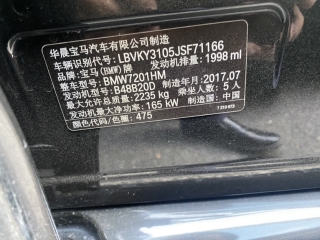 华晨宝马汽车有限公司制造
车辆识别代号: LBVKY3105JSF71166
品牌: 宝马(BMW)牌 发动机排量: 1998 ml
整车型号: BMW7201HM
发动机型号: B48B20D 制造年月: 2017.07
最大允许总质量: 2235 kg 乘坐人数: 5 人
发动机最大净功率: 165 kW 制造国: 中国
颜色代码/色圈: 475